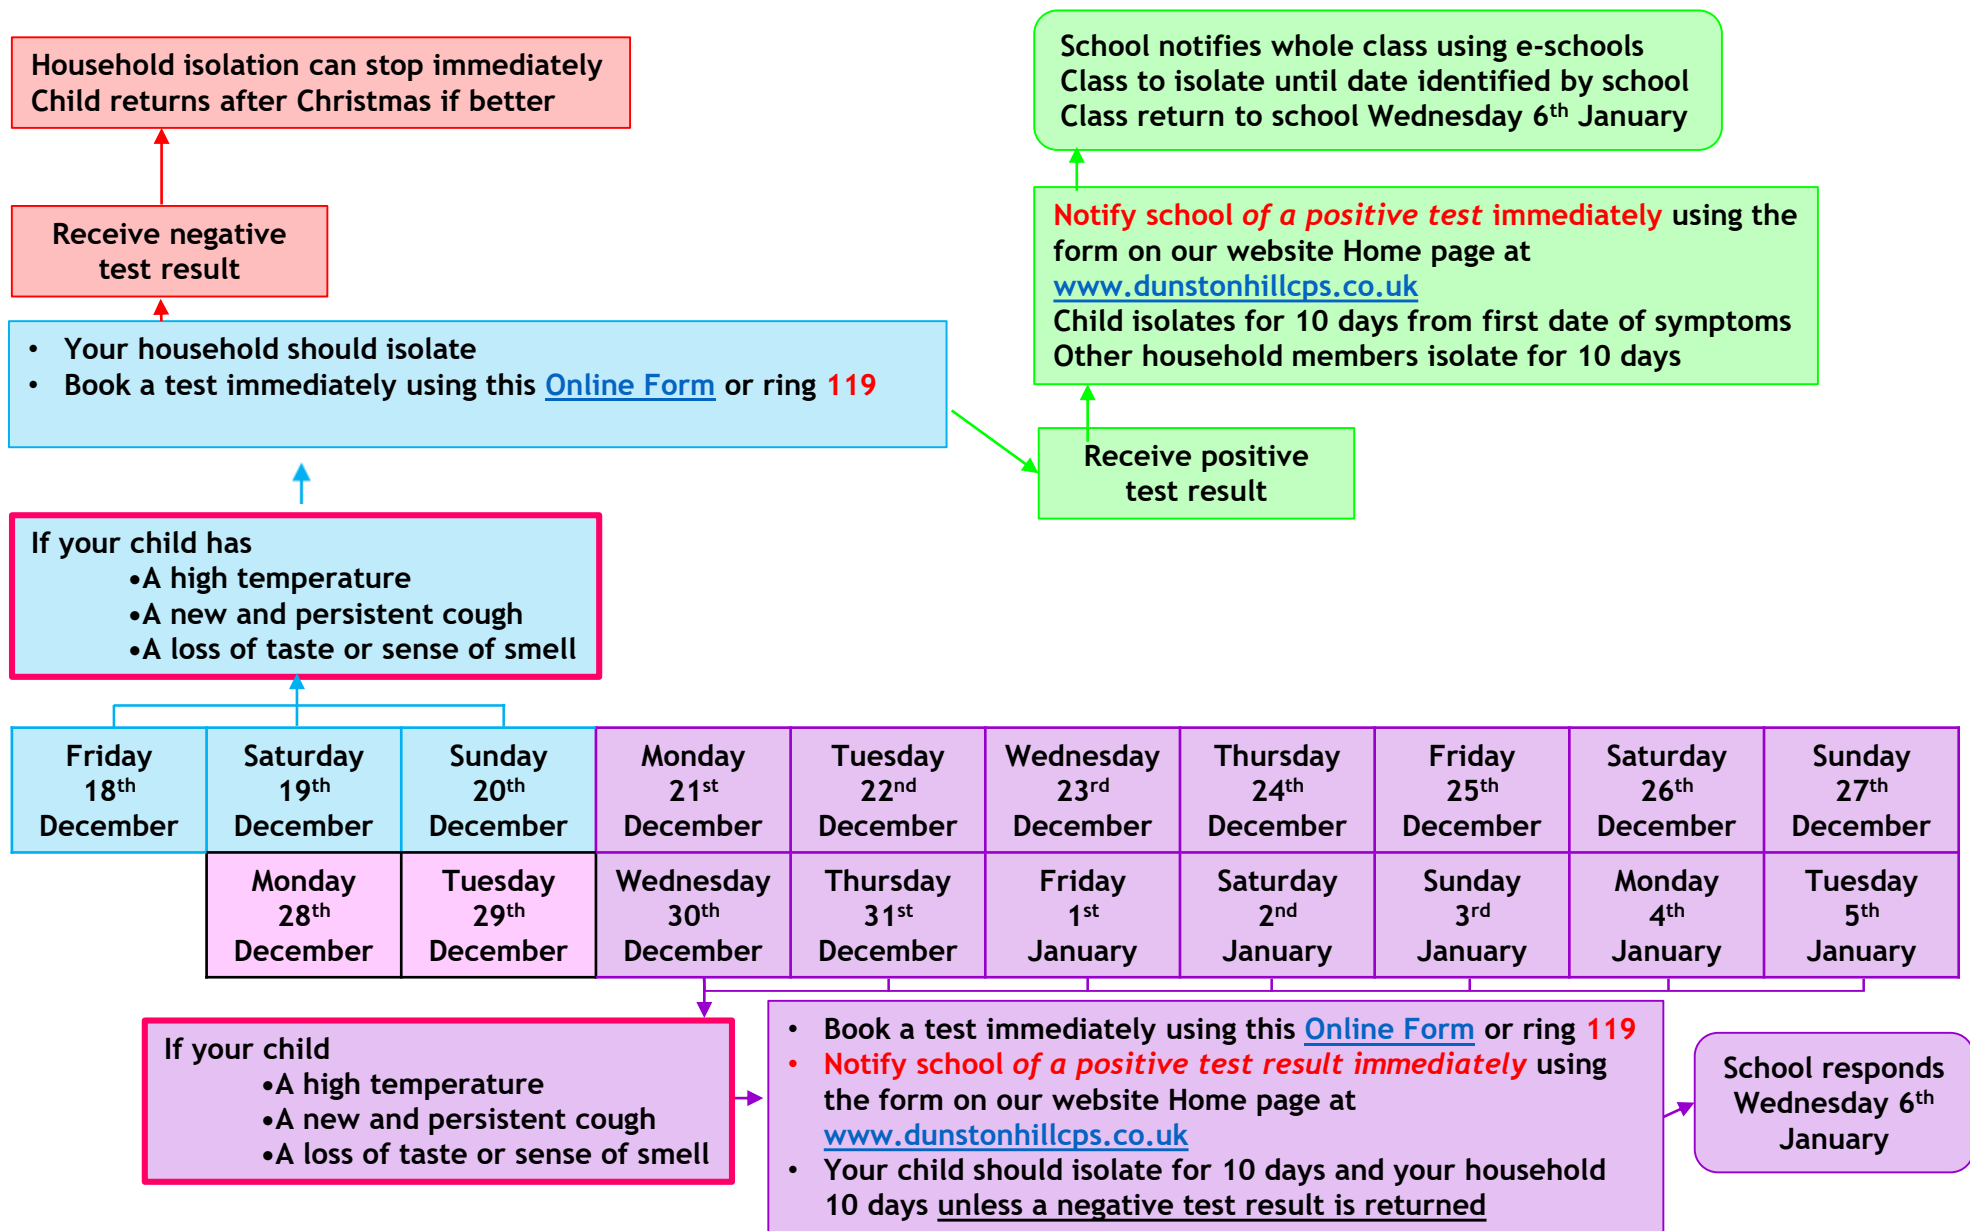 Household isolation can stop immediately
Child returns after Christmas if better
School notifies whole class using e-schools
Class to isolate until date identified by school
Class return to school Wednesday 6th January
Receive negative
test result
Notify school of a positive test immediately using the
form on our website Home page at
www.dunstonhillcps.co.uk
Child isolates for 10 days from first date of symptoms
Other household members isolate for 10 days
• Your household should isolate
• Book a test immediately using this Online Form or ring 119
Receive positive
test result
If your child has
•A high temperature
•A new and persistent cough
•A loss of taste or sense of smell
Friday
18th
December
Saturday
19th
December
Sunday
20th
December
Monday
21st
December
Tuesday
22nd
December
Wednesday
23rd
December
Thursday
24th
December
Friday
25th
December
Saturday
26th
December
Sunday
27th
December
Monday
28th
December
Tuesday
29th
December
Wednesday
30th
December
Thursday
31st
December
Friday
1st
January
Saturday
2nd
January
Sunday
3rd
January
Monday
4th
January
Tuesday
5th
January
If your child
•A high temperature
•A new and persistent cough
•A loss of taste or sense of smell
• Book a test immediately using this Online Form or ring 119
• Notify school of a positive test result immediately using
the form on our website Home page at
www.dunstonhillcps.co.uk
• Your child should isolate for 10 days and your household
10 days unless a negative test result is returned
School responds
Wednesday 6th
January